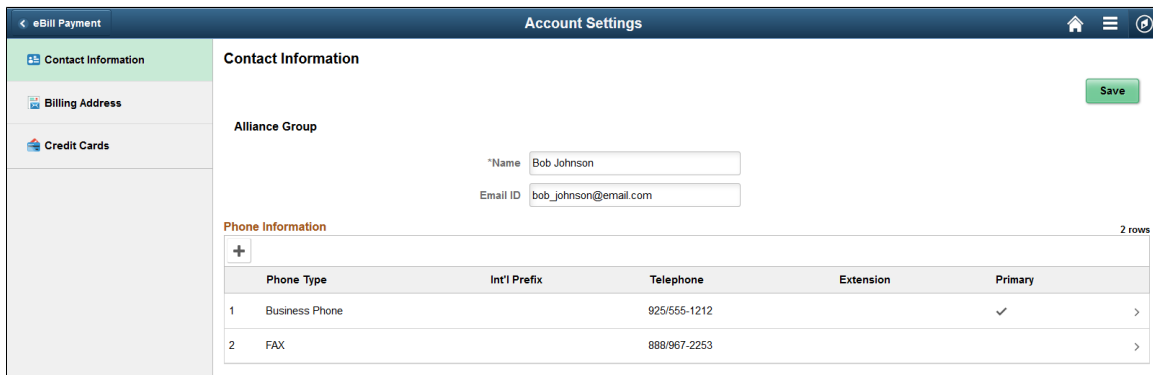 eBill Payment
Account Settings
Contact Information
Billing Address
Credit Cards
Contact Information
Save
Alliance Group
*Name Bob Johnson
Email ID bob_johnson@email.com
Phone Information
2 rows
+
Phone Type Int'l Prefix Telephone Extension Primary
1 Business Phone 925/555-1212
2 FAX 888/967-2253